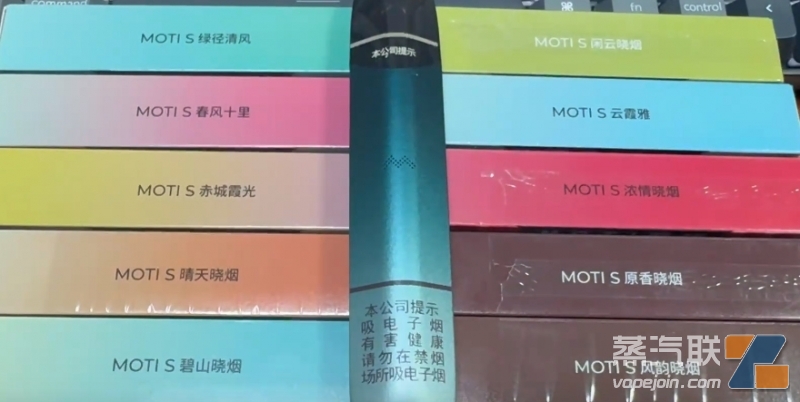 command
⌘
fn
control
MOTI S 绿径清风
MOTI S 春风十里
MOTI S 赤城霞光
MOTI S 晴天晓烟
MOTI S 碧山晓烟
本公司提示
本公司提示
吸电子烟
有害健康
请勿在禁烟
场所吸电子烟
MOTI S 闲云晓烟
MOTI S 云霞雅
MOTI S 浓情晓烟
MOTI S 原香晓烟
MOTI S 风韵晓烟
蒸汽联
vapejoin.com